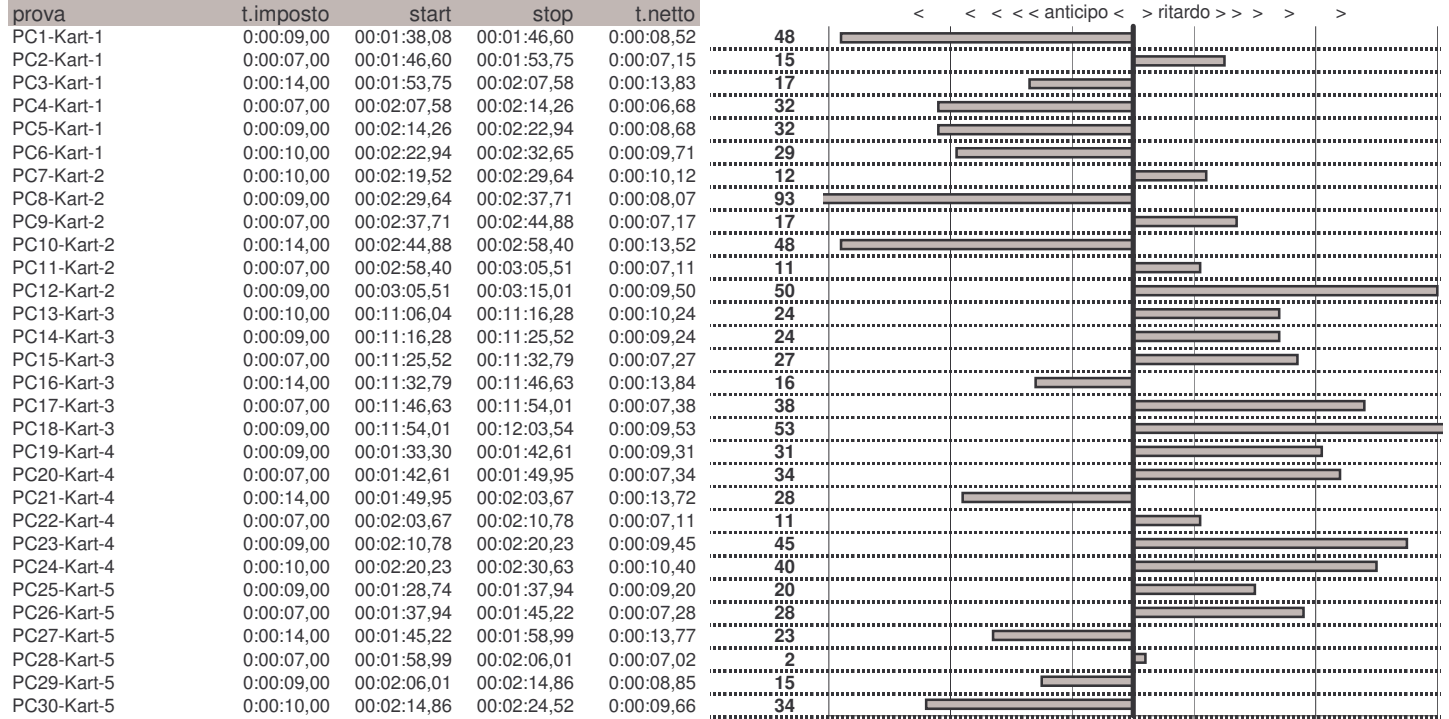 prova t.imposto start stop t.netto < < < < < anticipo < > ritardo > > > > >
PC1-Kart-1 0:00:09,00 00:01:38,08 00:01:46,60 0:00:08,52 48
PC2-Kart-1 0:00:07,00 00:01:46,60 00:01:53,75 0:00:07,15 15
PC3-Kart-1 0:00:14,00 00:01:53,75 00:02:07,58 0:00:13,83 17
PC4-Kart-1 0:00:07,00 00:02:07,58 00:02:14,26 0:00:06,68 32
PC5-Kart-1 0:00:09,00 00:02:14,26 00:02:22,94 0:00:08,68 32
PC6-Kart-1 0:00:10,00 00:02:22,94 00:02:32,65 0:00:09,71 29
PC7-Kart-2 0:00:10,00 00:02:19,52 00:02:29,64 0:00:10,12 12
PC8-Kart-2 0:00:09,00 00:02:29,64 00:02:37,71 0:00:08,07 93
PC9-Kart-2 0:00:07,00 00:02:37,71 00:02:44,88 0:00:07,17 17
PC10-Kart-2 0:00:14,00 00:02:44,88 00:02:58,40 0:00:13,52 48
PC11-Kart-2 0:00:07,00 00:02:58,40 00:03:05,51 0:00:07,11 11
PC12-Kart-2 0:00:09,00 00:03:05,51 00:03:15,01 0:00:09,50 50
PC13-Kart-3 0:00:10,00 00:11:06,04 00:11:16,28 0:00:10,24 24
PC14-Kart-3 0:00:09,00 00:11:16,28 00:11:25,52 0:00:09,24 24
PC15-Kart-3 0:00:07,00 00:11:25,52 00:11:32,79 0:00:07,27 27
PC16-Kart-3 0:00:14,00 00:11:32,79 00:11:46,63 0:00:13,84 16
PC17-Kart-3 0:00:07,00 00:11:46,63 00:11:54,01 0:00:07,38 38
PC18-Kart-3 0:00:09,00 00:11:54,01 00:12:03,54 0:00:09,53 53
PC19-Kart-4 0:00:09,00 00:01:33,30 00:01:42,61 0:00:09,31 31
PC20-Kart-4 0:00:07,00 00:01:42,61 00:01:49,95 0:00:07,34 34
PC21-Kart-4 0:00:14,00 00:01:49,95 00:02:03,67 0:00:13,72 28
PC22-Kart-4 0:00:07,00 00:02:03,67 00:02:10,78 0:00:07,11 11
PC23-Kart-4 0:00:09,00 00:02:10,78 00:02:20,23 0:00:09,45 45
PC24-Kart-4 0:00:10,00 00:02:20,23 00:02:30,63 0:00:10,40 40
PC25-Kart-5 0:00:09,00 00:01:28,74 00:01:37,94 0:00:09,20 20
PC26-Kart-5 0:00:07,00 00:01:37,94 00:01:45,22 0:00:07,28 28
PC27-Kart-5 0:00:14,00 00:01:45,22 00:01:58,99 0:00:13,77 23
PC28-Kart-5 0:00:07,00 00:01:58,99 00:02:06,01 0:00:07,02 2
PC29-Kart-5 0:00:09,00 00:02:06,01 00:02:14,86 0:00:08,85 15
PC30-Kart-5 0:00:10,00 00:02:14,86 00:02:24,52 0:00:09,66 34